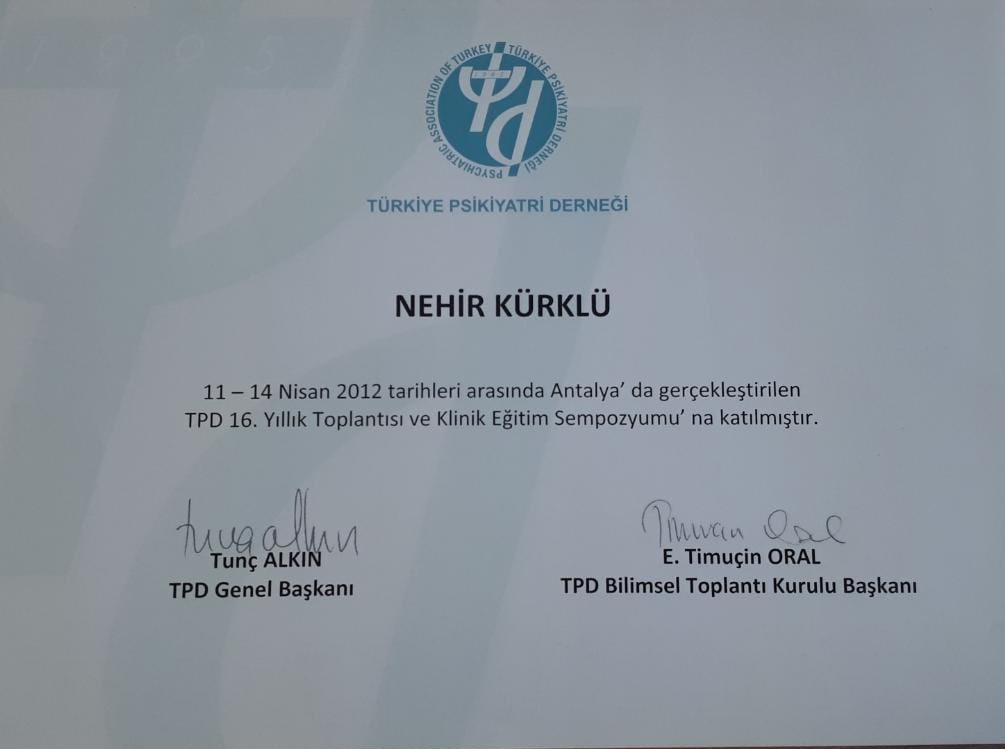 PSYCHIATRIC ASSOCIATION OF TURKEY
TÜRKİYE PSİKİYATRİ DERNEĞİ
1995
TÜRKİYE PSİKİYATRİ DERNEĞİ
NEHİR KÜRKLÜ
11 – 14 Nisan 2012 tarihleri arasında Antalya’ da gerçekleştirilen
TPD 16. Yıllık Toplantısı ve Klinik Eğitim Sempozyumu’ na katılmıştır.
Tunç ALKIN
TPD Genel Başkanı
E. Timuçin ORAL
TPD Bilimsel Toplantı Kurulu Başkanı